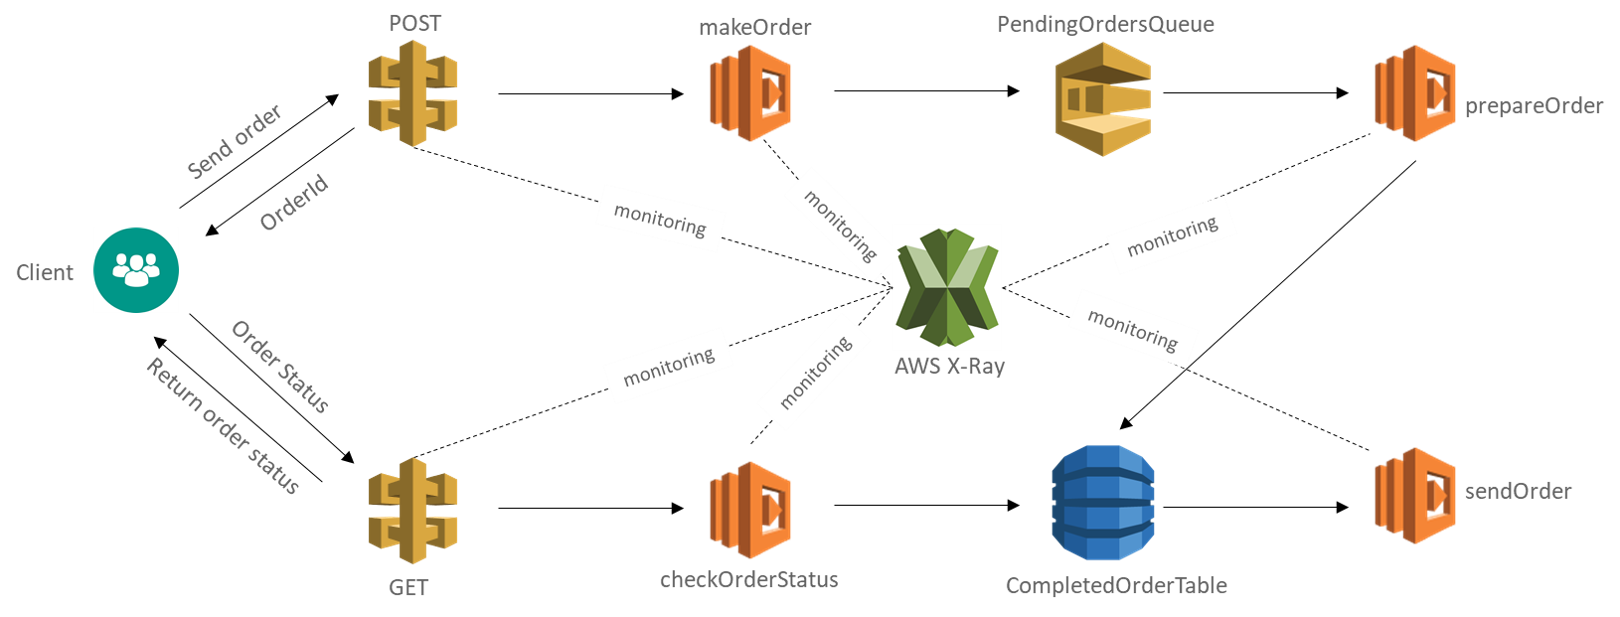 POST
makeOrder
PendingOrdersQueue
prepareOrder
Send order
OrderId
monitoring
monitoring
monitoring
Client
AWS X-Ray
Order Status
Return order status
monitoring
monitoring
monitoring
GET
checkOrderStatus
CompletedOrderTable
sendOrder